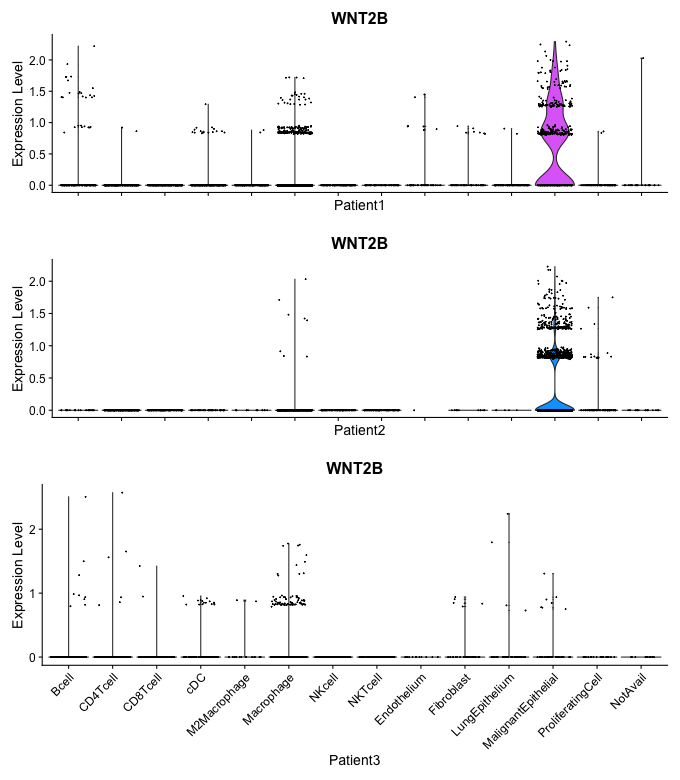 WNT2B
Expression Level
2.0
1.5
1.0
0.5
0.0
Patient1
WNT2B
Expression Level
2.0
1.5
1.0
0.5
0.0
Patient2
WNT2B
Expression Level
2
1
0
Bcell
CD4Tcell
CD8Tcell
cDC
M2Macrophage
Macrophage
NKcell
NKTcell
Endothelium
Fibroblast
LungEpithelium
MalignantEpithelial
ProliferatingCell
NotAvail
Patient3